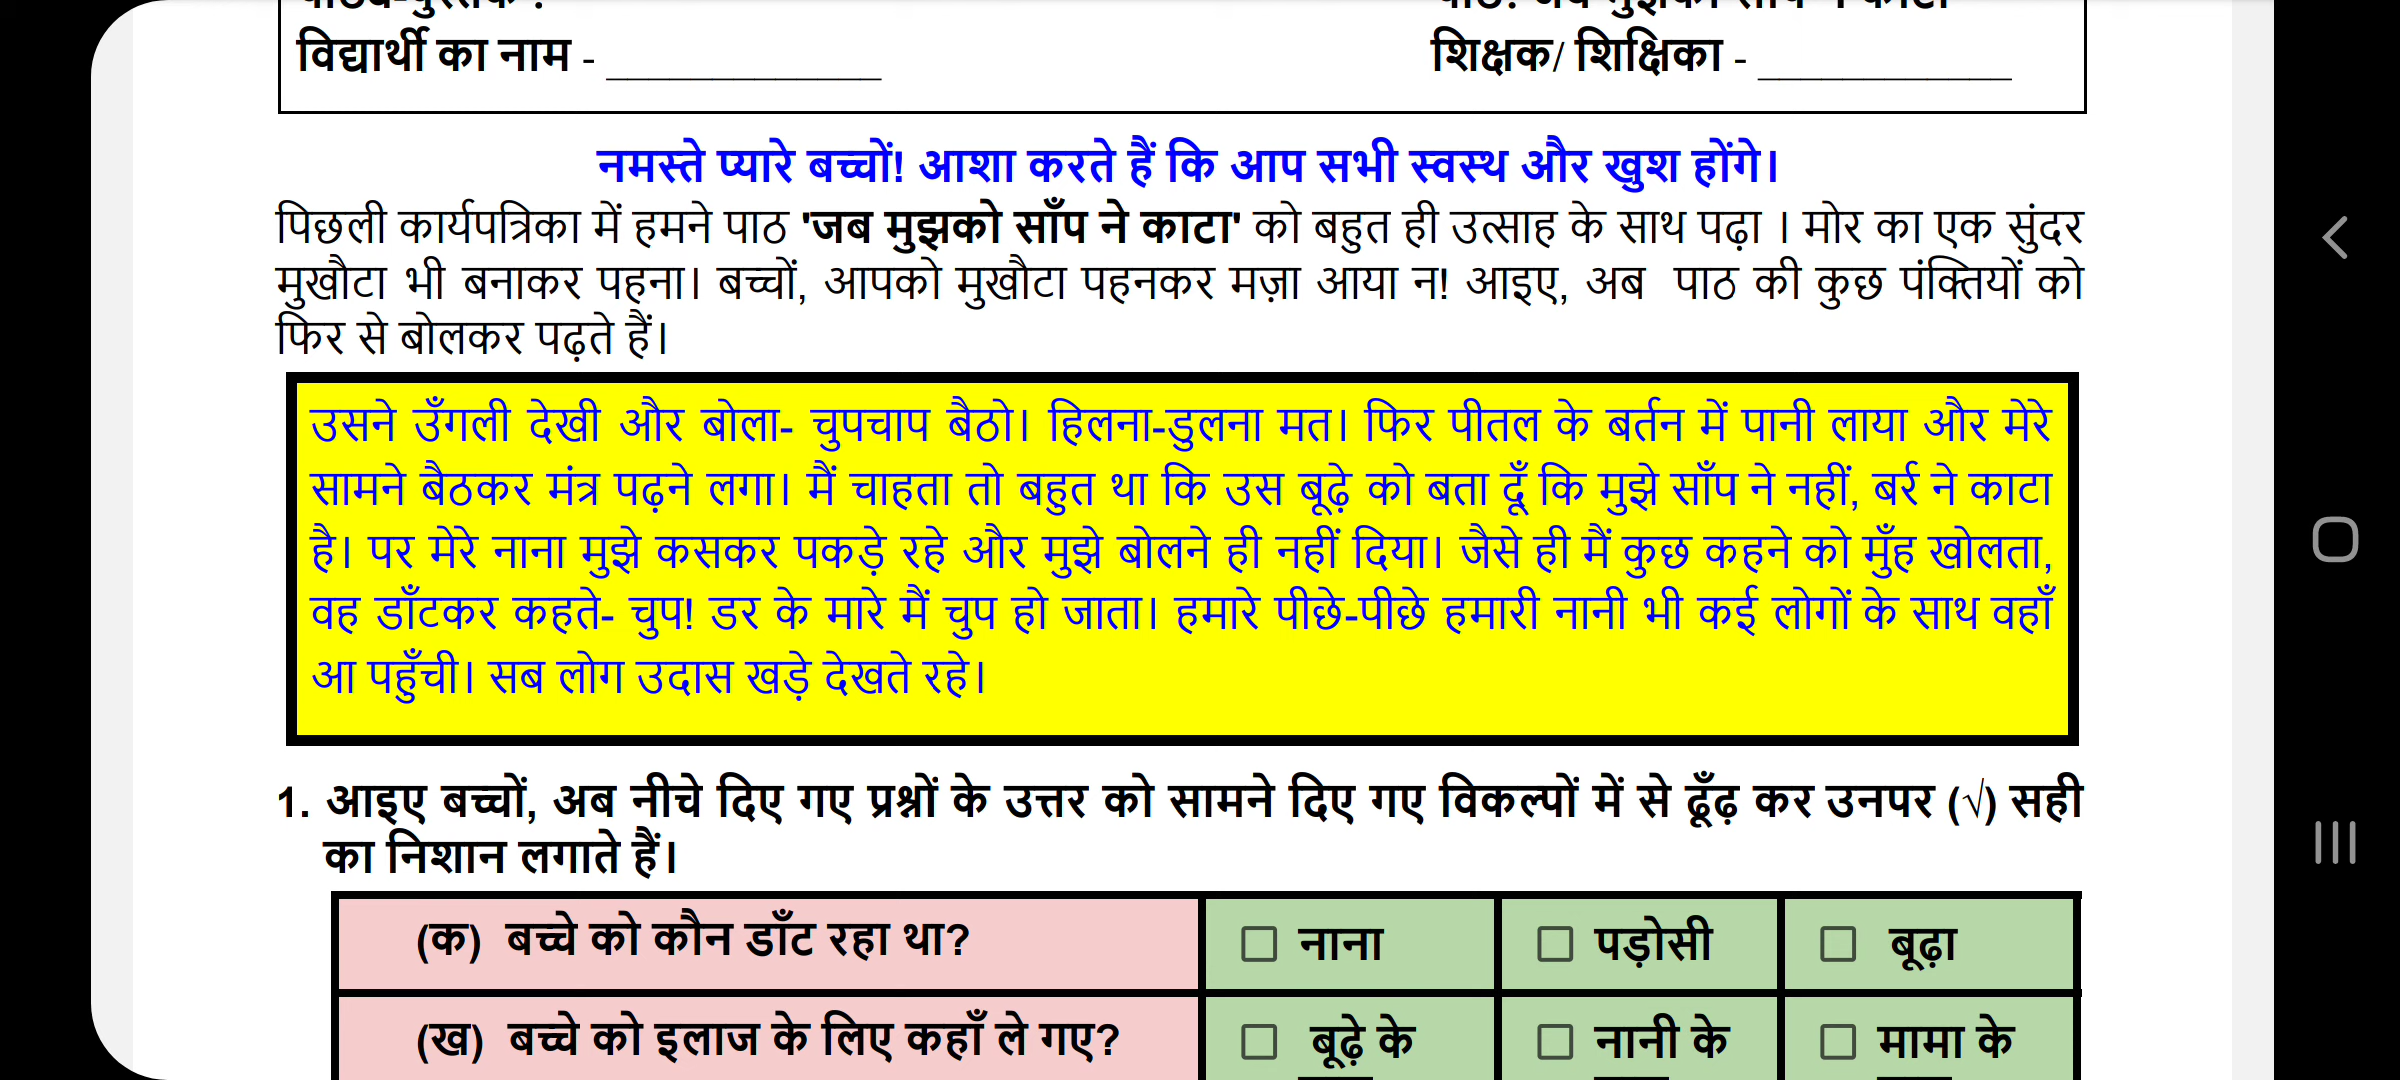 विद्यार्थी का नाम - _____________ शिक्षक/ शिक्षिका - ____________
नमस्ते प्यारे बच्चों! आशा करते हैं कि आप सभी स्वस्थ और खुश होंगे।
पिछली कार्यपत्रिका में हमने पाठ 'जब मुझको साँप ने काटा' को बहुत ही उत्साह के साथ पढ़ा । मोर का एक सुंदर
मुखौटा भी बनाकर पहना। बच्चों, आपको मुखौटा पहनकर मज़ा आया न! आइए, अब पाठ की कुछ पंक्तियों को
फिर से बोलकर पढ़ते हैं।
उसने उँगली देखी और बोला- चुपचाप बैठो। हिलना-डुलना मत। फिर पीतल के बर्तन में पानी लाया और मेरे
सामने बैठकर मंत्र पढ़ने लगा। मैं चाहता तो बहुत था कि उस बूढ़े को बता दूँ कि मुझे साँप ने नहीं, बर्र ने काटा
है। पर मेरे नाना मुझे कसकर पकड़े रहे और मुझे बोलने ही नहीं दिया। जैसे ही मैं कुछ कहने को मुँह खोलता,
वह डाँटकर कहते- चुप! डर के मारे मैं चुप हो जाता। हमारे पीछे-पीछे हमारी नानी भी कई लोगों के साथ वहाँ
आ पहुँची। सब लोग उदास खड़े देखते रहे।
1. आइए बच्चों, अब नीचे दिए गए प्रश्नों के उत्तर को सामने दिए गए विकल्पों में से ढूँढ़ कर उनपर (√) सही
का निशान लगाते हैं।
(क) बच्चे को कौन डाँट रहा था? ☐ नाना ☐ पड़ोसी ☐ बूढ़ा
(ख) बच्चे को इलाज के लिए कहाँ ले गए? ☐ बूढ़े के ☐ नानी के ☐ मामा के